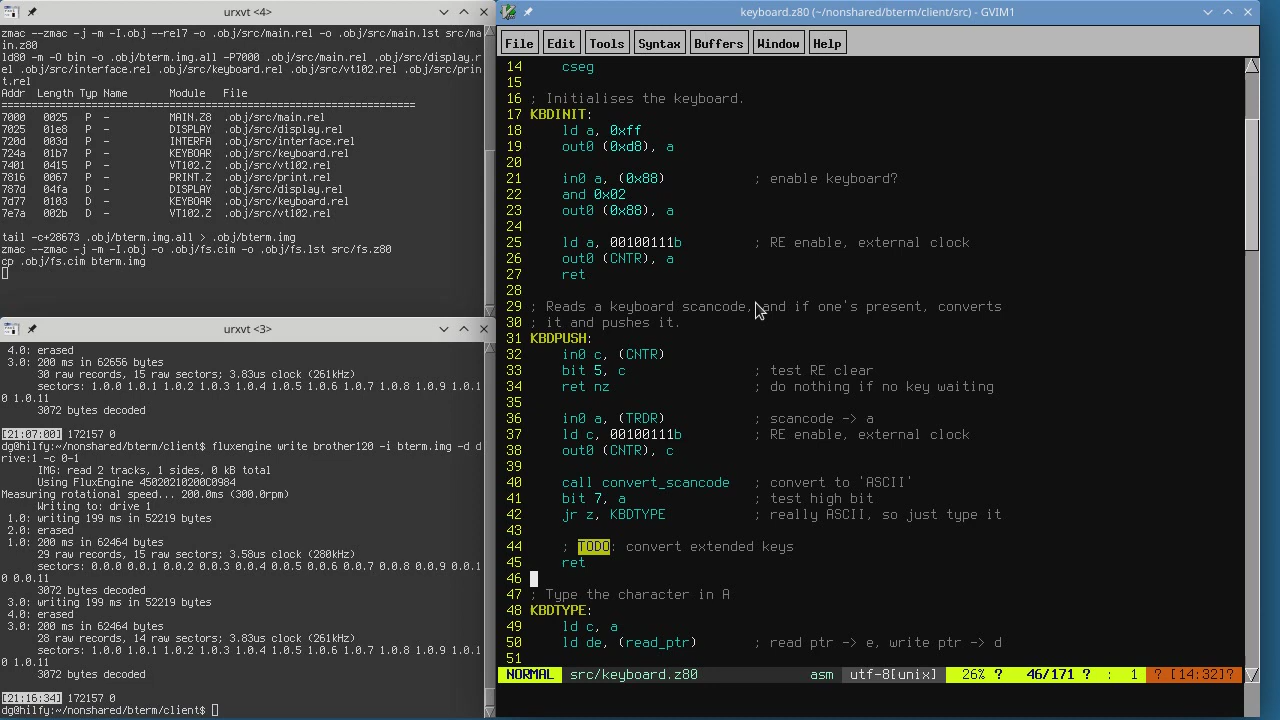 urxvt <4>
zmac --zmac -j -m -I.obj --rel7 -o .obj/src/main.rel -o .obj/src/main.lst src/ma
in.z80
ld80 -m -O bin -o .obj/bterm.img.all -P7000 .obj/src/main.rel .obj/src/display.r
el .obj/src/interface.rel .obj/src/keyboard.rel .obj/src/vt102.rel .obj/src/prin
t.rel
Addr  Length Typ Name       Module   File
=====================================================================
7000   0025   P  -          MAIN.Z8  .obj/src/main.rel
7025   01e8   P  -          DISPLAY  .obj/src/display.rel
720d   003d   P  -          INTERFA  .obj/src/interface.rel
724a   01b7   P  -          KEYBOAR  .obj/src/keyboard.rel
7401   0415   P  -          VT102.Z  .obj/src/vt102.rel
7816   0067   P  -          PRINT.Z  .obj/src/print.rel
787d   04fa   D  -          DISPLAY  .obj/src/display.rel
7d77   0103   D  -          KEYBOAR  .obj/src/keyboard.rel
7e7a   002b   D  -          VT102.Z  .obj/src/vt102.rel
tail -c+28673 .obj/bterm.img.all > .obj/bterm.img
zmac --zmac -j -m -I.obj -o .obj/fs.cim -o .obj/fs.lst src/fs.z80
cp .obj/fs.cim bterm.img
urxvt <3>
4.0: erased
3.0: 200 ms in 62656 bytes
30 raw records, 15 raw sectors; 3.83us clock (261kHz)
sectors: 1.0.0 1.0.1 1.0.2 1.0.3 1.0.4 1.0.5 1.0.6 1.0.7 1.0.8 1.0.9 1.0.1
0 1.0.11
3072 bytes decoded
[21:07:00] 172157 0
dg@hilfy:~/nonshared/bterm/client$ fluxengine write brother120 -i bterm.img -d d
rive:1 -c 0-1
IMG: read 2 tracks, 1 sides, 0 kB total
Using FluxEngine 4502021020C0984
Measuring rotational speed... 200.0ms (300.0rpm)
Writing to: drive 1
1.0: writing 199 ms in 52219 bytes
2.0: erased
1.0: 200 ms in 62464 bytes
29 raw records, 15 raw sectors; 3.58us clock (280kHz)
sectors: 0.0.0 0.0.1 0.0.2 0.0.3 0.0.4 0.0.5 0.0.6 0.0.7 0.0.8 0.0.9 0.0.1
0 0.0.11
3072 bytes decoded
3.0: writing 199 ms in 52219 bytes
4.0: erased
3.0: 200 ms in 62464 bytes
28 raw records, 14 raw sectors; 3.83us clock (261kHz)
sectors: 1.0.0 1.0.1 1.0.2 1.0.3 1.0.4 1.0.5 1.0.6 1.0.7 1.0.8 1.0.9 1.0.1
0 1.0.11
3072 bytes decoded
[21:16:34] 172157 0
dg@hilfy:~/nonshared/bterm/client$
keyboard.z80 (~/nonshared/bterm/client/src) - GVIM1
File Edit Tools Syntax Buffers Window Help
14     cseg
15
16 ; Initialises the keyboard.
17 KBDINIT:
18     ld a, 0xff
19     out0 (0xd8), a
20
21     in0 a, (0x88)           ; enable keyboard?
22     and 0x02
23     out0 (0x88), a
24
25     ld a, 00100111b         ; RE enable, external clock
26     out0 (CNTR), a
27     ret
28
29 ; Reads a keyboard scancode, and if one's present, converts
30 ; it and pushes it.
31 KBDPUSH:
32     in0 c, (CNTR)
33     bit 5, c                ; test RE clear
34     ret nz                  ; do nothing if no key waiting
35
36     in0 a, (TRDR)           ; scancode -> a
37     ld c, 00100111b         ; RE enable, external clock
38     out0 (CNTR), c
39
40     call convert_scancode   ; convert to 'ASCII'
41     bit 7, a                ; test high bit
42     jr z, KBDTYPE           ; really ASCII, so just type it
43
44     ; TODO: convert extended keys
45     ret
46
47 ; Type the character in A
48 KBDTYPE:
49     ld c, a
50     ld de, (read_ptr)       ; read ptr -> e, write ptr -> d
51
NORMAL src/keyboard.z80 asm utf-8[unix] 26% ? 46/171 ? : 1 ? [14:32]?